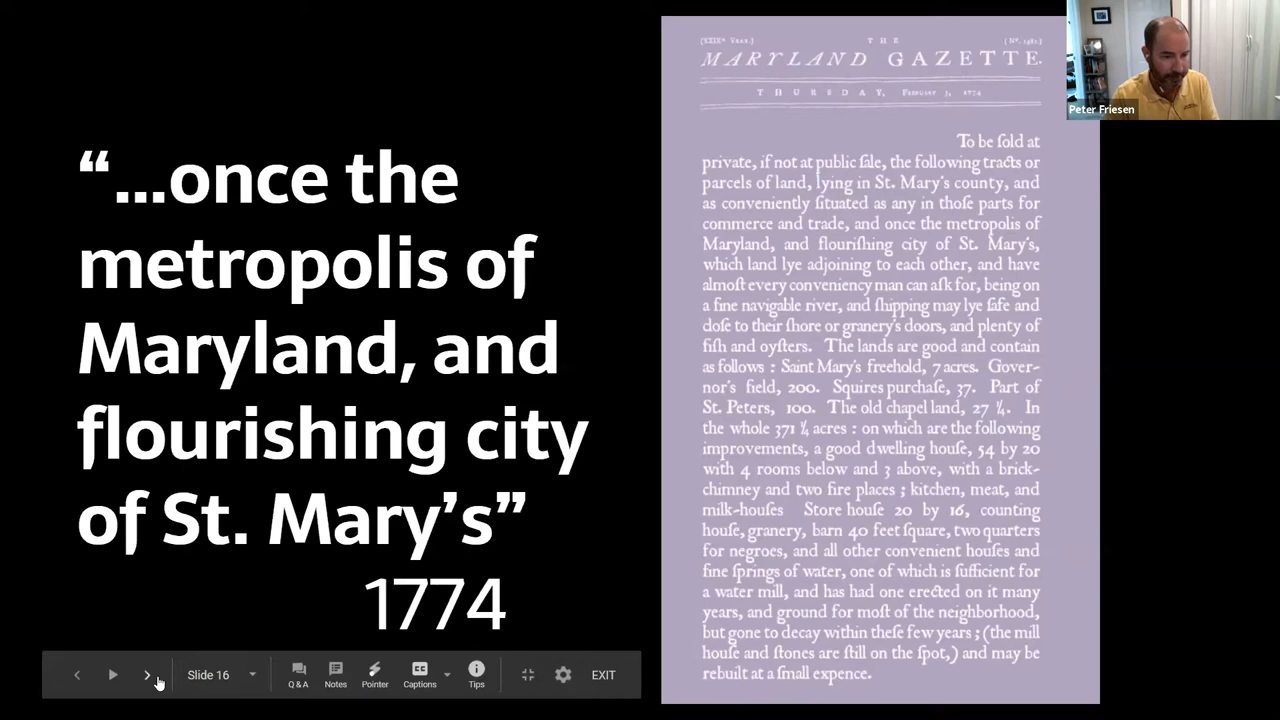 “...once the
metropolis of
Maryland, and
flourishing city
of St. Mary’s”
1774
[XXIXᵗʰ YEAR.]
THE
(Nº. 1482)
MARYLAND GAZETTE.
THURSDAY, FEBRUARY 3, 1774
To be ſold at
private, if not at public ſale, the following tracts or
parcels of land, lying in St. Mary's county, and
as conveniently ſituated as any in thoſe parts for
commerce and trade, and once the metropolis of
Maryland, and flouriſhing city of St. Mary's,
which land lye adjoining to each other, and have
almoſt every conveniency man can aſk for, being on
a fine navigable river, and ſhipping may lye ſafe and
doſe to their ſhore or granery's doors, and plenty of
fiſh and oyſters. The lands are good and contain
as follows : Saint Mary's freehold, 7 acres. Gover-
nor's field, 200. Squires purchaſe, 37. Part of
St. Peters, 100. The old chapel land, 27 ¼. In
the whole 371 ¼ acres : on which are the following
improvements, a good dwelling houſe, 54 by 20
with 4 rooms below and 3 above, with a brick-
chimney and two fire places ; kitchen, meat, and
milk-houſes Store houſe 20 by 16, counting
houſe, granery, barn 40 feet ſquare, two quarters
for negroes, and all other convenient houſes and
fine ſprings of water, one of which is ſufficient for
a water mill, and has had one erected on it many
years, and ground for moſt of the neighborhood,
but gone to decay within theſe few years ; (the mill
houſe and ſtones are ſtill on the ſpot,) and may be
rebuilt at a ſmall expence.
Peter Friesen
Slide 16
Q & A
Notes
Pointer
Captions
Tips
EXIT